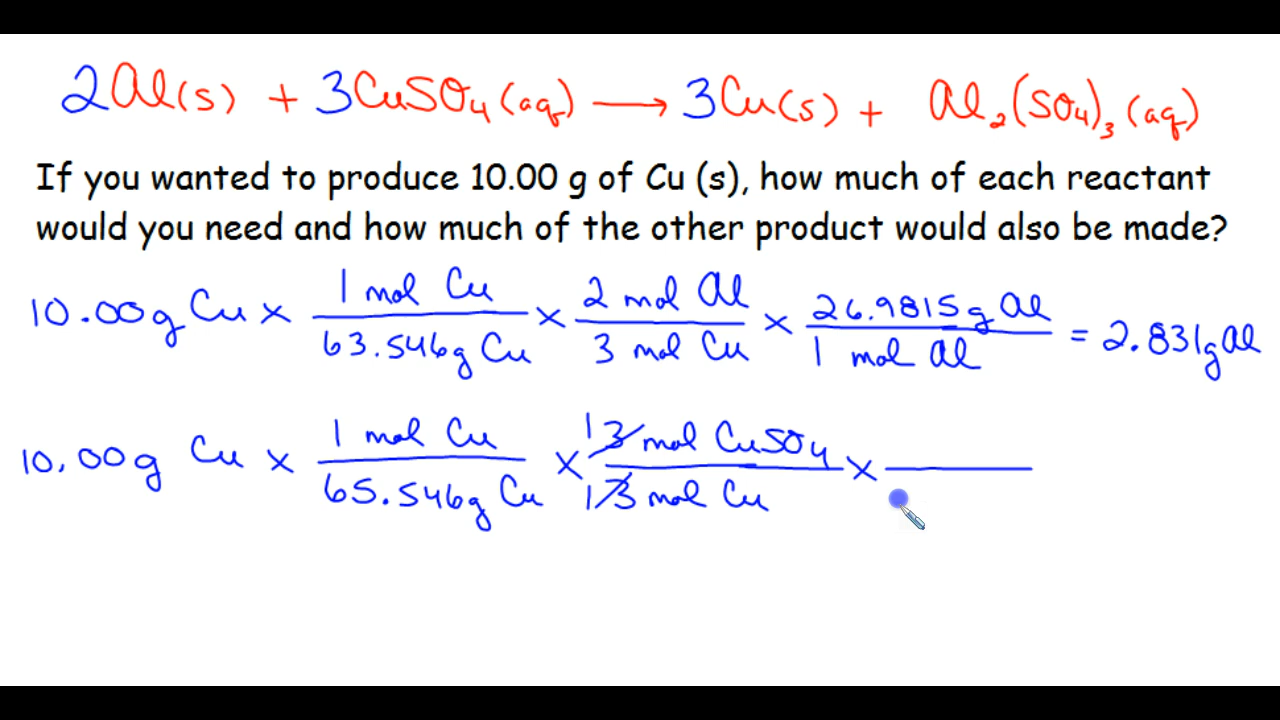 2Al(s) + 3CuSO₄(aq) → 3Cu(s) + Al₂(SO₄)₃(aq)
If you wanted to produce 10.00 g of Cu (s), how much of each reactant
would you need and how much of the other product would also be made?
10.00g Cu × 1 mol Cu / 63.546g Cu × 2 mol Al / 3 mol Cu × 26.9815g Al / 1 mol Al = 2.831g Al
10.00g Cu × 1 mol Cu / 65.546g Cu × 1 3 mol CuSO₄ / 1 3 mol Cu ×